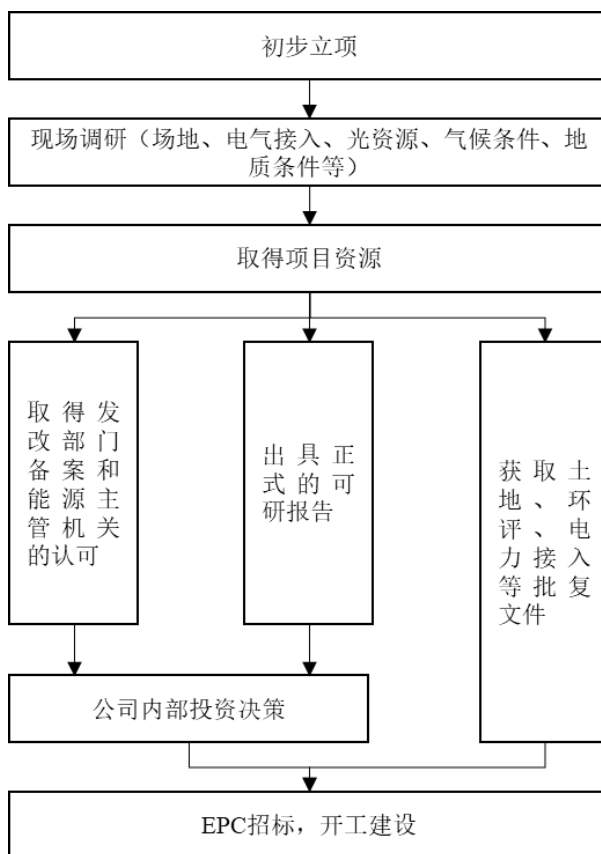 初步立项
现场调研（场地、电气接入、光资源、气候条件、地
质条件等）
取得项目资源
取得发
改部门
备案和
能源主
管机关
的认可
出具正
式的可
研报告
获取土
地、环
评、电
力接入
等批复
文件
公司内部投资决策
EPC招标，开工建设